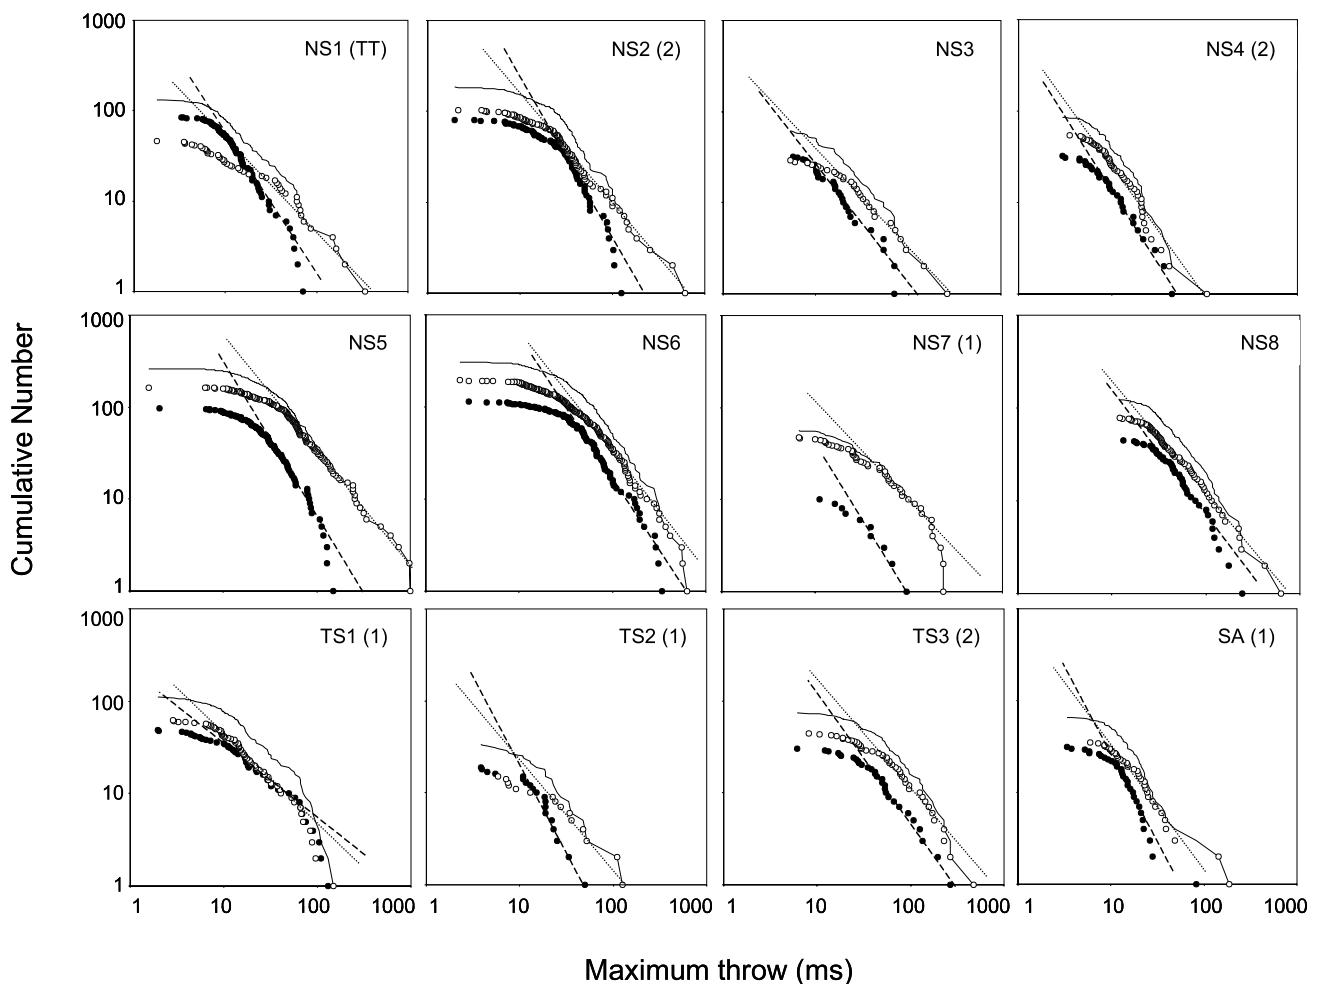 1000
NS1 (TT)
NS2 (2)
NS3
NS4 (2)
100
10
1
1000
NS5
NS6
NS7 (1)
NS8
100
10
1
1000
TS1 (1)
TS2 (1)
TS3 (2)
SA (1)
100
10
1
1 10 100 1000 10 100 1000 1 10 100 1000 1 10 100 1000
Cumulative Number
Maximum throw (ms)